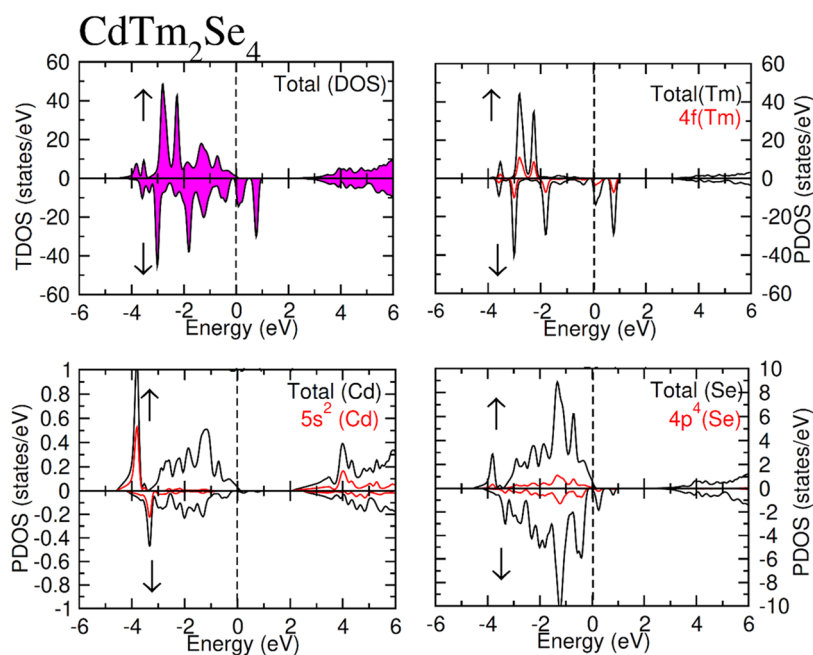 CdTm₂Se₄
60
40
20
0
-20
-40
-60
TDOS (states/eV)
Total (DOS)
↑
↓
-6 -4 -2 0 2 4 6
Energy (eV)
60
40
20
0
-20
-40
-60
PDOS (states/eV)
Total(Tm)
4f(Tm)
↑
↓
-6 -4 -2 0 2 4 6
Energy (eV)
1
0.8
0.6
0.4
0.2
0
-0.2
-0.4
-0.6
-0.8
-1
PDOS (states/eV)
Total (Cd)
5s² (Cd)
↑
↓
-6 -4 -2 0 2 4 6
Energy (eV)
10
8
6
4
2
0
-2
-4
-6
-8
-10
PDOS (states/eV)
Total (Se)
4p⁴(Se)
↑
↓
-6 -4 -2 0 2 4 6
Energy (eV)